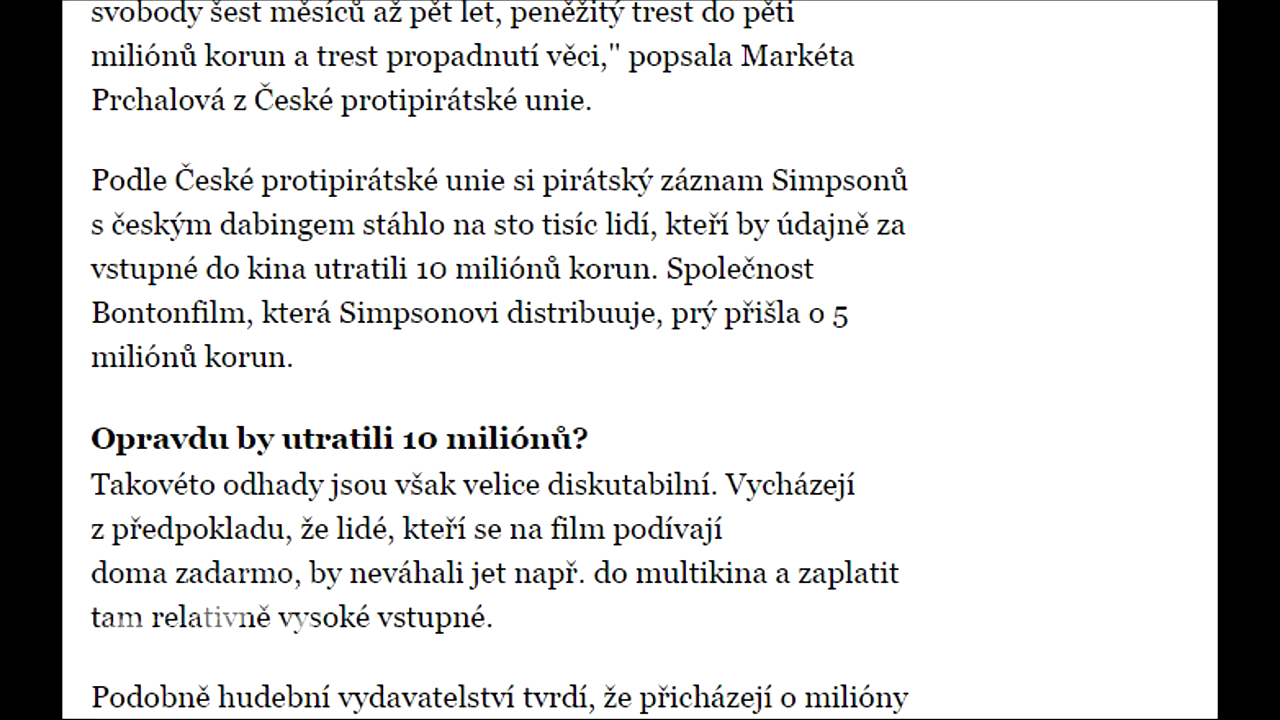 svobody šest měsíců až pět let, peněžitý trest do pěti
miliónů korun a trest propadnutí věci," popsala Markéta
Prchalová z České protipirátské unie.
Podle České protipirátské unie si pirátský záznam Simpsonů
s českým dabingem stáhlo na sto tisíc lidí, kteří by údajně za
vstupné do kina utratili 10 miliónů korun. Společnost
Bontonfilm, která Simpsonovi distribuuje, prý přišla o 5
miliónů korun.
Opravdu by utratili 10 miliónů?
Takovéto odhady jsou však velice diskutabilní. Vycházejí
z předpokladu, že lidé, kteří se na film podívají
doma zadarmo, by neváhali jet např. do multikina a zaplatit
tam relativně vysoké vstupné.
Podobně hudební vydavatelství tvrdí, že přicházejí o milióny